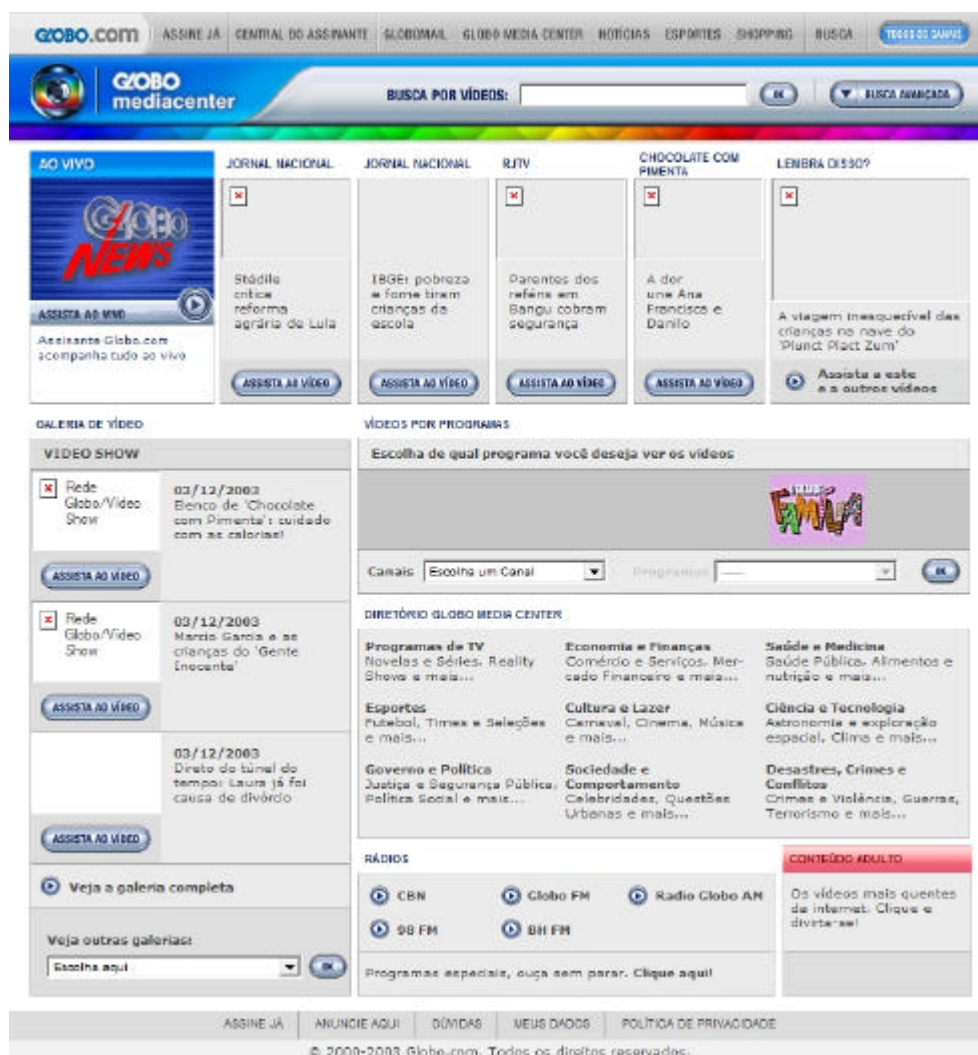 GLOBO.COM
ASSINE JÁ
CENTRAL DO ASSINANTE
GLOBOMAIL
GLOBO MEDIA CENTER
NOTÍCIAS
ESPORTES
SHOPPING
BUSCA
TODOS OS CANAIS
GLOBO
mediacenter
BUSCA POR VÍDEOS:
OK
BUSCA AVANÇADA
AO VIVO
GLOBO
NEWS
ASSISTA AO VIVO
Assinante Globo.com
acompanha tudo ao vivo
JORNAL NACIONAL
Stédile
critica
reforma
agrária de Lula
ASSISTA AO VÍDEO
JORNAL NACIONAL
IBGE: pobreza
e fome tiram
crianças da
escola
ASSISTA AO VÍDEO
RJTV
Parentes dos
reféns em
Bangu cobram
segurança
ASSISTA AO VÍDEO
CHOCOLATE COM
PIMENTA
A dor
une Ana
Francisca e
Danilo
ASSISTA AO VÍDEO
LEMBRA DISSO?
A viagem inesquecível das
crianças na nave do
'Plunct Plact Zum'
Assista a este
e a outros vídeos
GALERIA DE VÍDEO
VIDEO SHOW
Rede
Globo/Video
Show
03/12/2003
Elenco de 'Chocolate
com Pimenta': cuidado
com as calorias!
ASSISTA AO VÍDEO
Rede
Globo/Video
Show
03/12/2003
Marcio Garcia e as
crianças do 'Gente
Inocente'
ASSISTA AO VÍDEO
03/12/2003
Direto do túnel do
tempo: Laura já foi
causa de divórcio
ASSISTA AO VÍDEO
Veja a galeria completa
Veja outras galerias:
Escolha aqui
OK
VÍDEOS POR PROGRAMAS
Escolha de qual programa você deseja ver os vídeos
FAMÍLIA
Canais
Escolha um Canal
Programas
-----
OK
DIRETÓRIO GLOBO MEDIA CENTER
Programas de TV
Novelas e Séries, Reality
Shows e mais...
Economia e Finanças
Comércio e Serviços, Mer-
cado Financeiro e mais...
Saúde e Medicina
Saúde Pública, Alimentos e
nutrição e mais...
Esportes
Futebol, Times e Seleções
e mais...
Cultura e Lazer
Carnaval, Cinema, Música
e mais...
Ciência e Tecnologia
Astronomia e exploração
espacial, Clima e mais...
Governo e Política
Justiça e Segurança Pública,
Política Social e mais...
Sociedade e
Comportamento
Celebridades, Questões
Urbanas e mais...
Desastres, Crimes e
Conflitos
Crimes e Violência, Guerras,
Terrorismo e mais...
RÁDIOS
CBN
Globo FM
Radio Globo AM
98 FM
BH FM
Programas especiais, ouça sem parar. Clique aqui!
CONTEÚDO ADULTO
Os vídeos mais quentes
da internet. Clique e
divirta-se!
ASSINE JÁ
ANUNCIE AQUI
DÚVIDAS
MEUS DADOS
POLÍTICA DE PRIVACIDADE
© 2000-2003 Globo.com. Todos os direitos reservados.